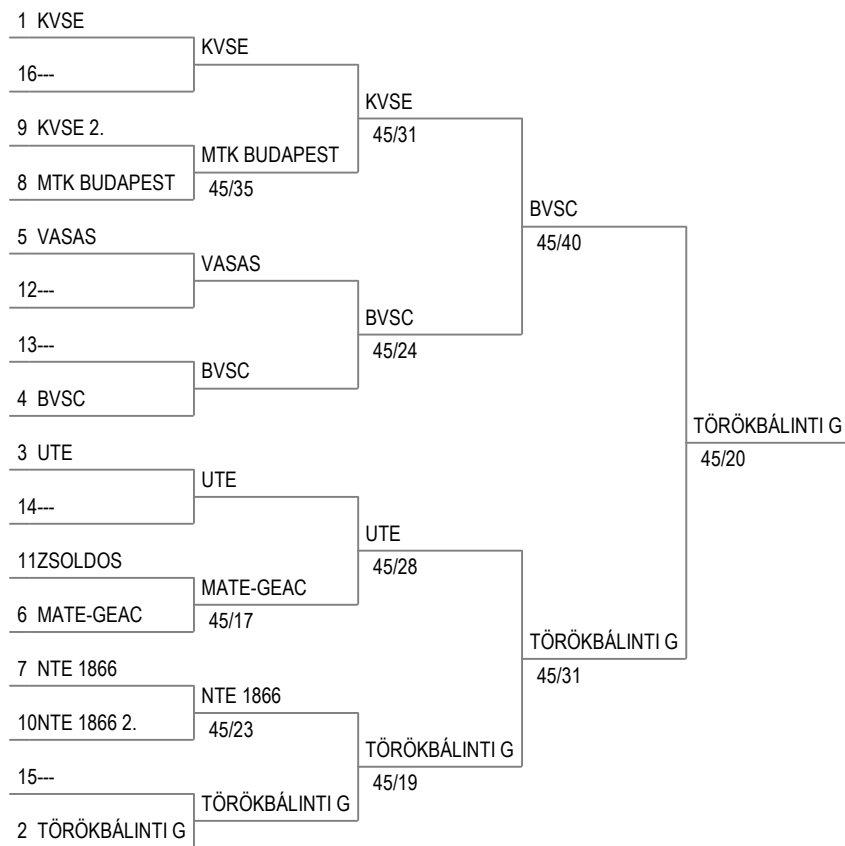 1 KVSE
KVSE
16---
KVSE
45/31
9 KVSE 2.
MTK BUDAPEST
45/35
8 MTK BUDAPEST
BVSC
45/40
5 VASAS
VASAS
12---
BVSC
45/24
13---
BVSC
4 BVSC
TÖRÖKBÁLINTI G
45/20
3 UTE
UTE
14---
UTE
45/28
11ZSOLDOS
MATE-GEAC
45/17
6 MATE-GEAC
TÖRÖKBÁLINTI G
45/31
7 NTE 1866
NTE 1866
45/23
10NTE 1866 2.
TÖRÖKBÁLINTI G
45/19
15---
TÖRÖKBÁLINTI G
2 TÖRÖKBÁLINTI G